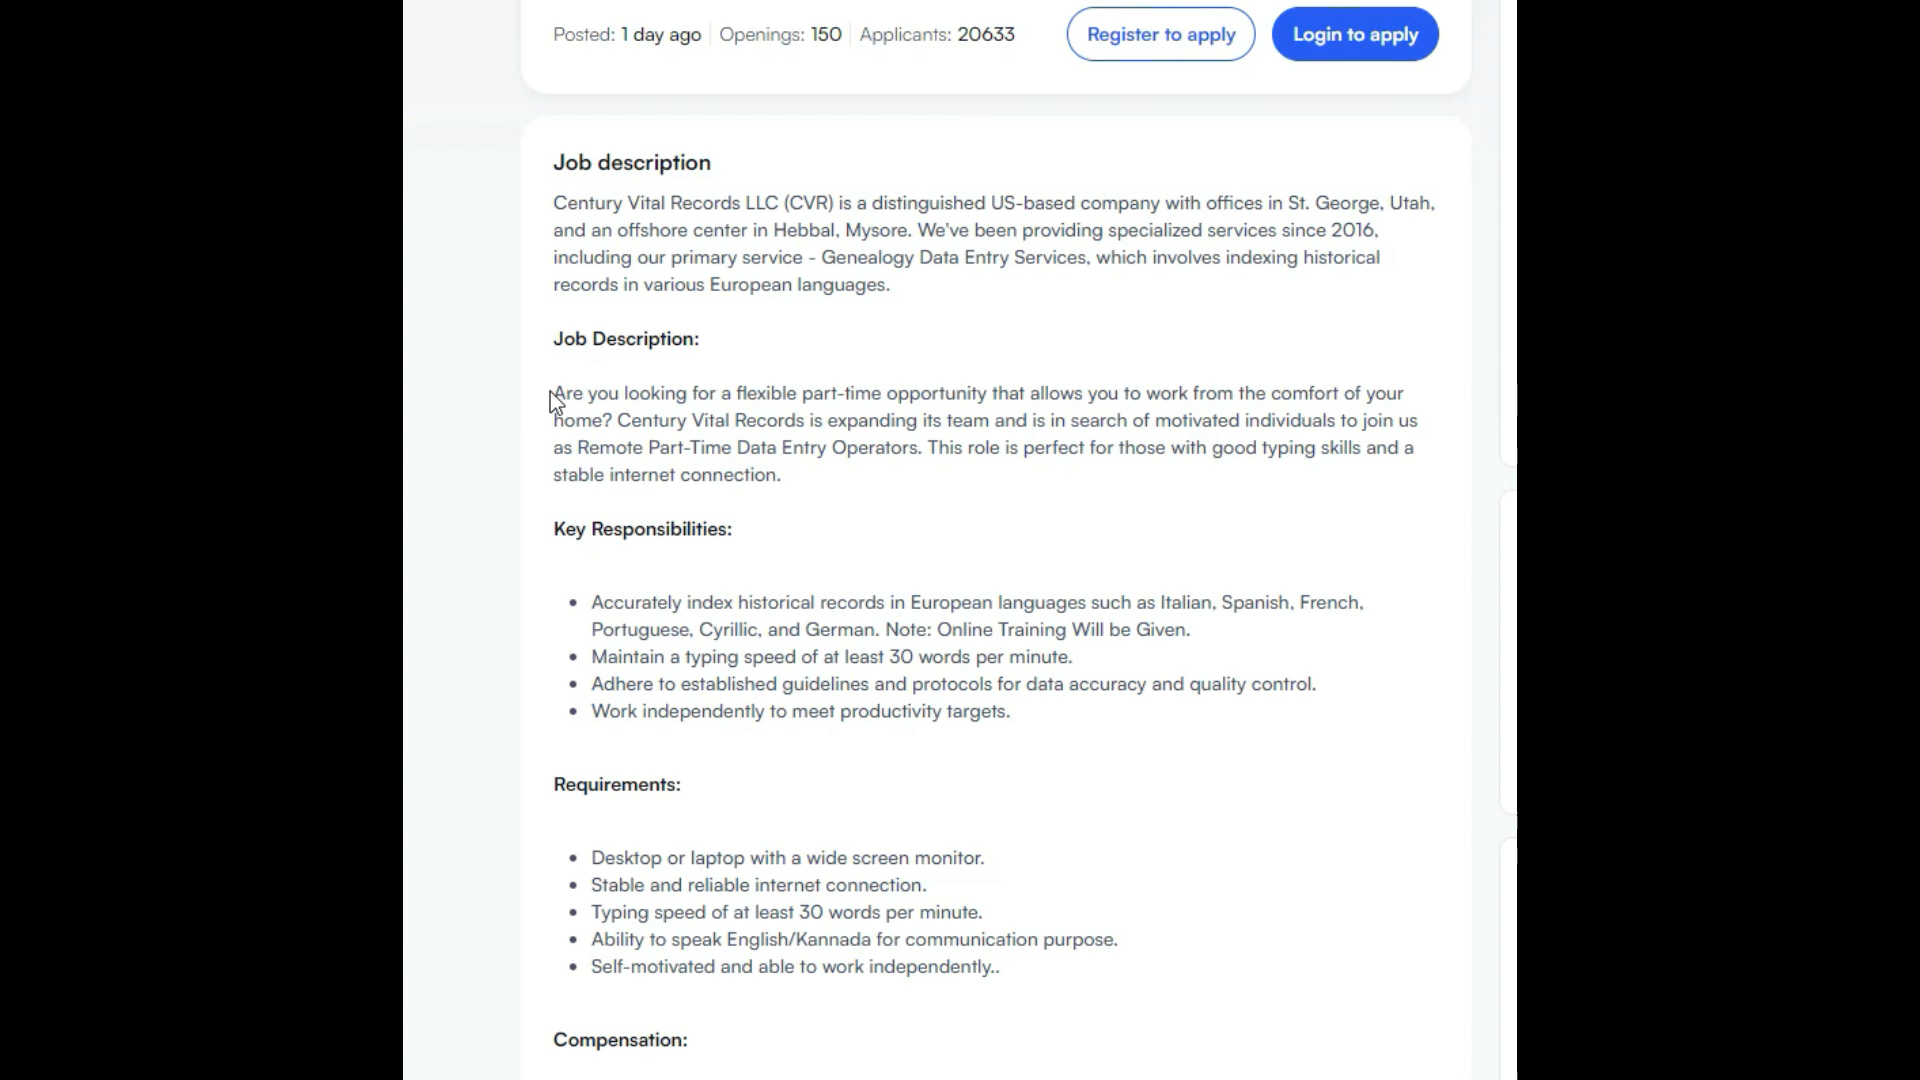 Posted: 1 day ago Openings: 150 Applicants: 20633 Register to apply Login to apply
Job description
Century Vital Records LLC (CVR) is a distinguished US-based company with offices in St. George, Utah,
and an offshore center in Hebbal, Mysore. We've been providing specialized services since 2016,
including our primary service - Genealogy Data Entry Services, which involves indexing historical
records in various European languages.
Job Description:
Are you looking for a flexible part-time opportunity that allows you to work from the comfort of your
home? Century Vital Records is expanding its team and is in search of motivated individuals to join us
as Remote Part-Time Data Entry Operators. This role is perfect for those with good typing skills and a
stable internet connection.
Key Responsibilities:
• Accurately index historical records in European languages such as Italian, Spanish, French,
Portuguese, Cyrillic, and German. Note: Online Training Will be Given.
• Maintain a typing speed of at least 30 words per minute.
• Adhere to established guidelines and protocols for data accuracy and quality control.
• Work independently to meet productivity targets.
Requirements:
• Desktop or laptop with a wide screen monitor.
• Stable and reliable internet connection.
• Typing speed of at least 30 words per minute.
• Ability to speak English/Kannada for communication purpose.
• Self-motivated and able to work independently..
Compensation: